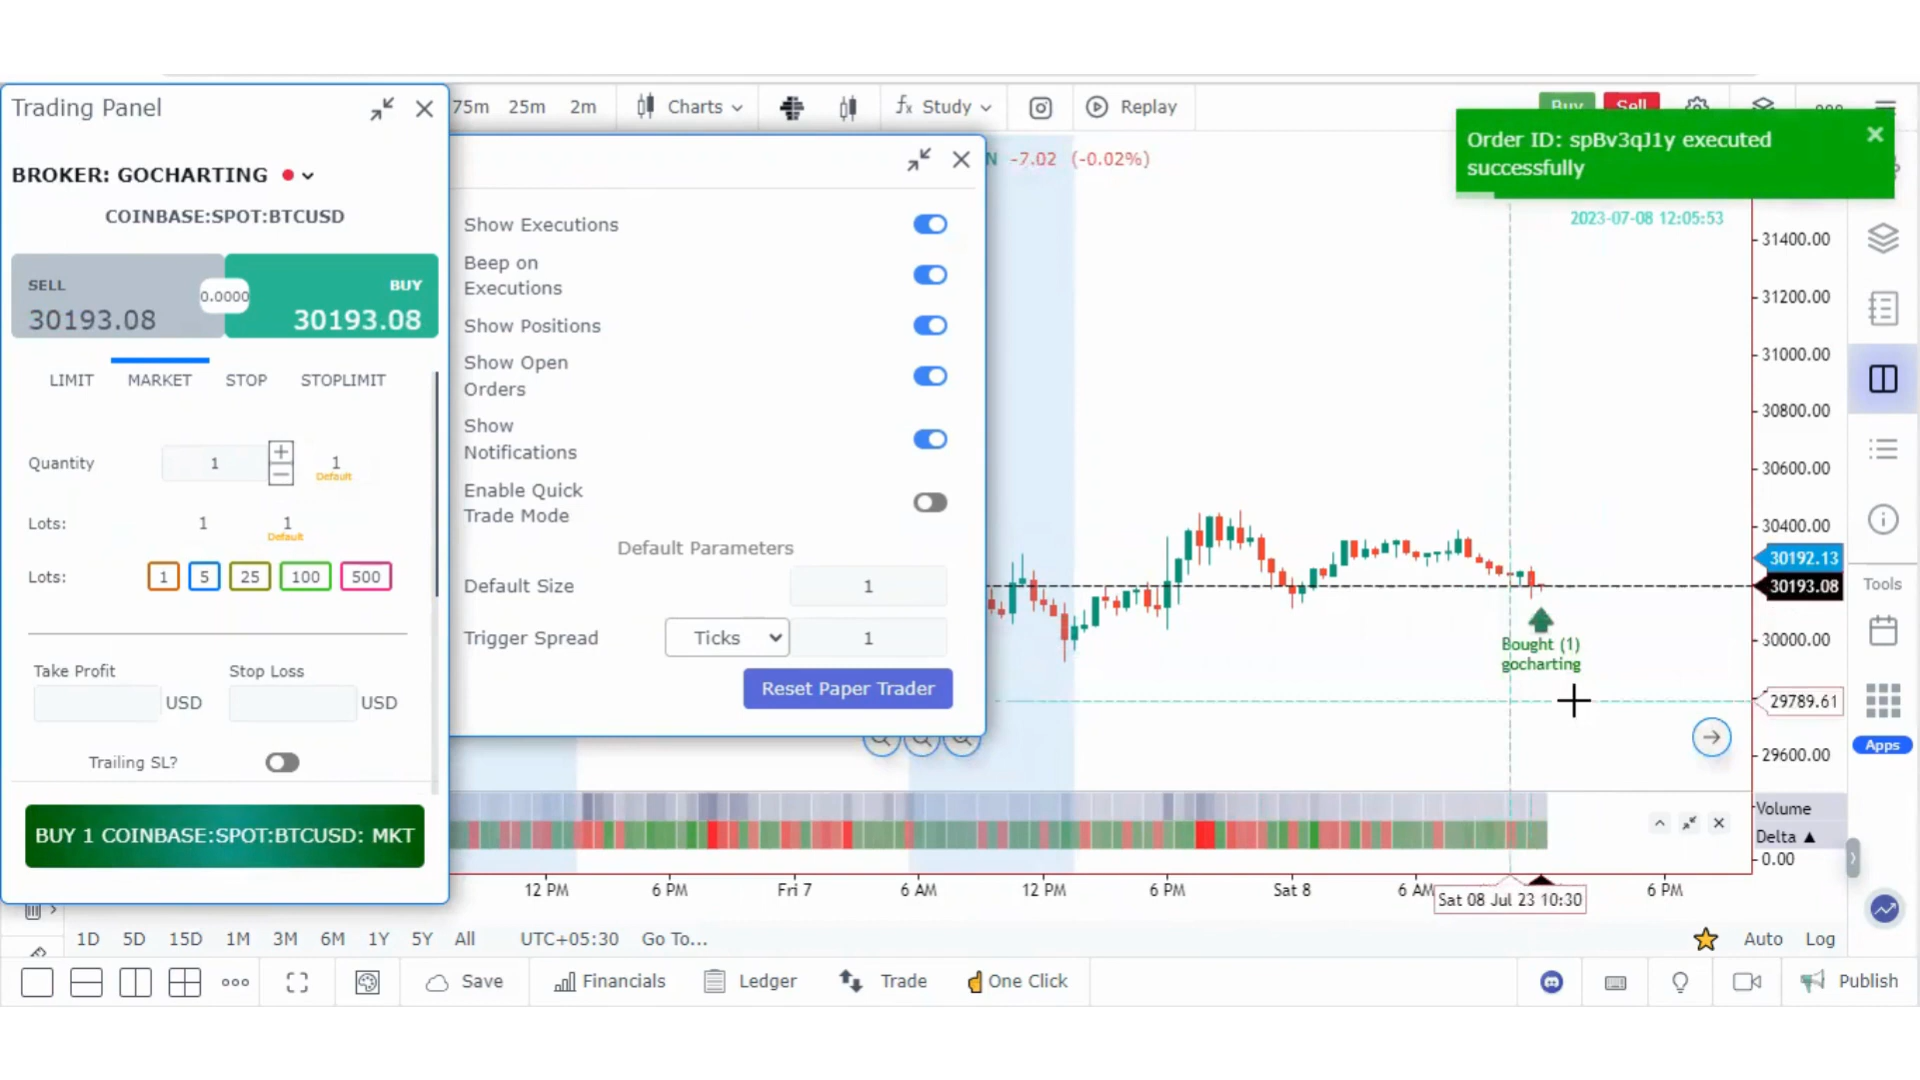 Trading Panel
BROKER: GOCHARTING
COINBASE:SPOT:BTCUSD
SELL
30193.08
0.0000
BUY
30193.08
LIMIT MARKET STOP STOPLIMIT
Quantity 1 + − 1
Default
Lots: 1 1
Default
Lots: 1 5 25 100 500
Take Profit Stop Loss
USD USD
Trailing SL?
BUY 1 COINBASE:SPOT:BTCUSD: MKT
75m 25m 2m Charts Study Replay
Buy Sell
N -7.02 (-0.02%)
Show Executions
Beep on
Executions
Show Positions
Show Open
Orders
Show
Notifications
Enable Quick
Trade Mode
Default Parameters
Default Size 1
Trigger Spread Ticks 1
Reset Paper Trader
Order ID: spBv3qJ1y executed
successfully
2023-07-08 12:05:53
31400.00
31200.00
31000.00
30800.00
30600.00
30400.00
30192.13
30193.08
30000.00
29789.61
29600.00
Bought (1)
gocharting
Volume
Delta ▲
0.00
12 PM 6 PM Fri 7 6 AM 12 PM 6 PM Sat 8 6 AM Sat 08 Jul 23 10:30 6 PM
Tools
Apps
1D 5D 15D 1M 3M 6M 1Y 5Y All UTC+05:30 Go To... Auto Log
Save Financials Ledger Trade One Click Publish